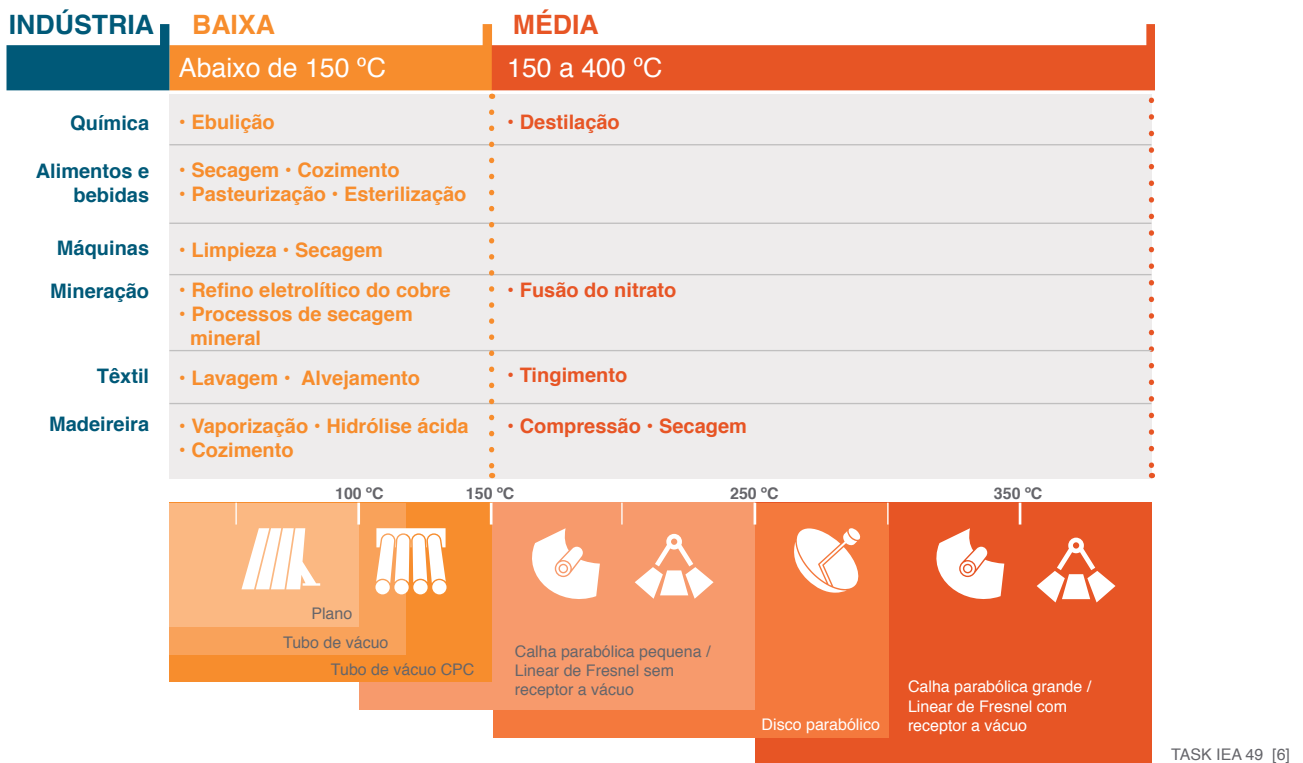 INDÚSTRIA BAIXA MÉDIA
Abaixo de 150 ºC 150 a 400 ºC
Química • Ebulição • Destilação
Alimentos e
bebidas
• Secagem • Cozimento
• Pasteurização • Esterilização
Máquinas • Limpieza • Secagem
Mineração • Refino eletrolítico do cobre • Fusão do nitrato
• Processos de secagem
mineral
Têxtil • Lavagem • Alvejamento • Tingimento
Madeireira • Vaporização • Hidrólise ácida • Compressão • Secagem
• Cozimento
100 ºC 150 ºC 250 ºC 350 ºC
Plano
Tubo de vácuo
Tubo de vácuo CPC
Calha parabólica pequena /
Linear de Fresnel sem
receptor a vácuo
Disco parabólico
Calha parabólica grande /
Linear de Fresnel com
receptor a vácuo
TASK IEA 49 [6]